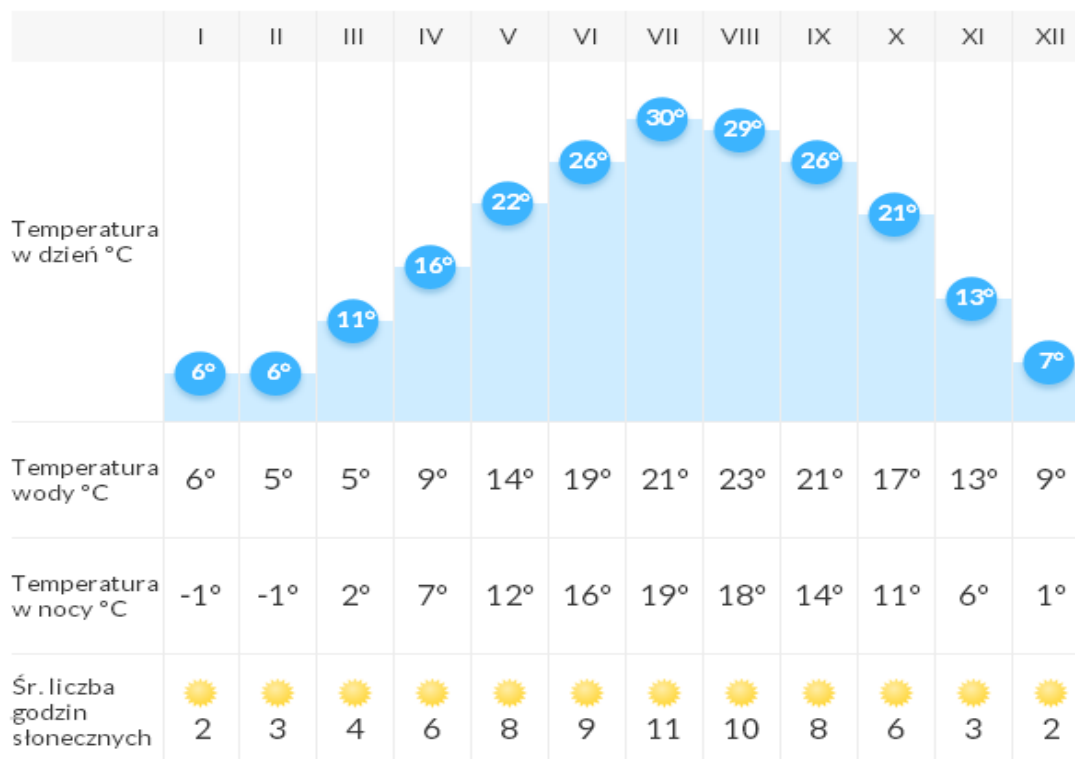 I II III IV V VI VII VIII IX X XI XII
Temperatura
w dzień °C
6° 6° 11° 16° 22° 26° 30° 29° 26° 21° 13° 7°
Temperatura
wody °C
6° 5° 5° 9° 14° 19° 21° 23° 21° 17° 13° 9°
Temperatura
w nocy °C
-1° -1° 2° 7° 12° 16° 19° 18° 14° 11° 6° 1°
Śr. liczba
godzin
słonecznych
2 3 4 6 8 9 11 10 8 6 3 2